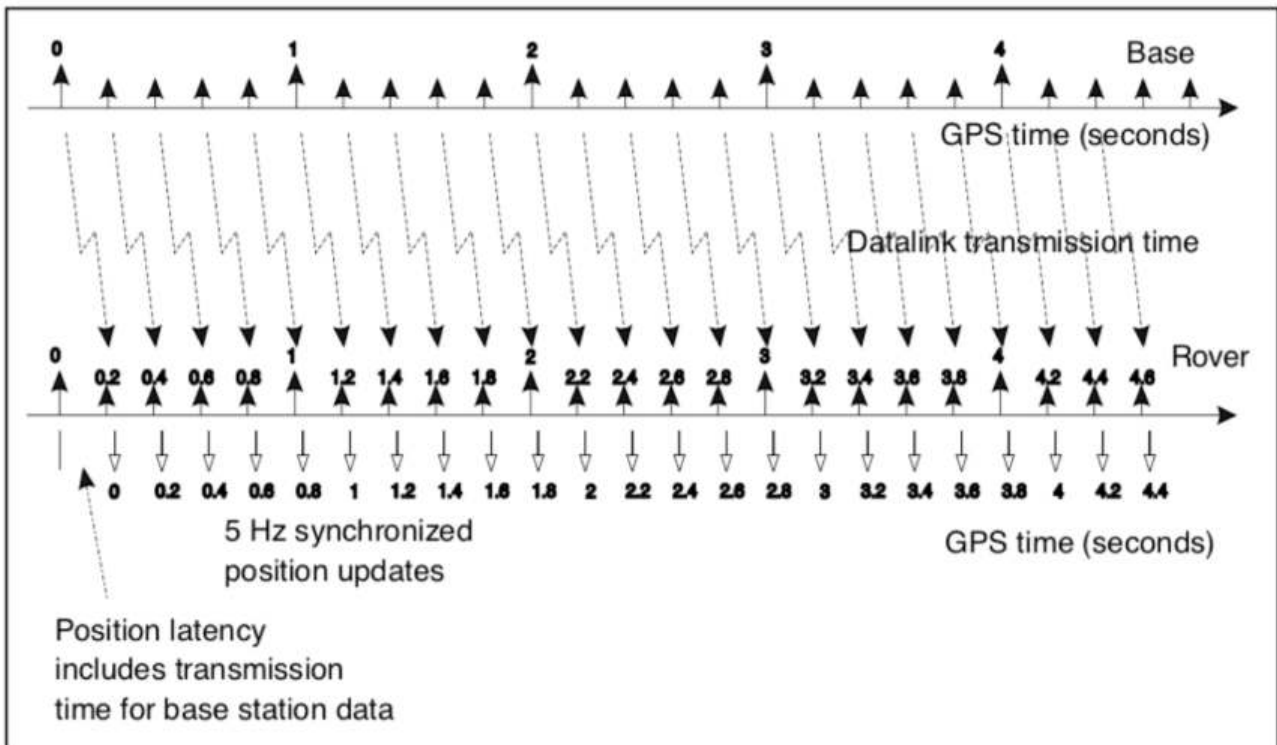 0 1 2 3 4 Base
GPS time (seconds)
Datalink transmission time
0 0.2 0.4 0.6 0.8 1 1.2 1.4 1.6 1.8 2 2.2 2.4 2.6 2.8 3 3.2 3.4 3.6 3.8 4 4.2 4.4 4.6 Rover
0 0.2 0.4 0.6 0.8 1 1.2 1.4 1.6 1.8 2 2.2 2.4 2.6 2.8 3 3.2 3.4 3.6 3.8 4 4.2 4.4
5 Hz synchronized
position updates
GPS time (seconds)
Position latency
includes transmission
time for base station data